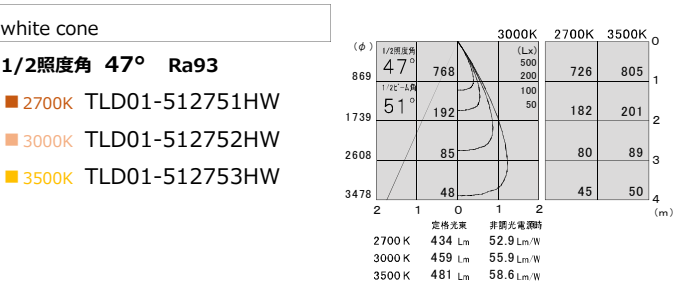 white cone
1/2照度角 47° Ra93
2700K TLD01-512751HW
3000K TLD01-512752HW
3500K TLD01-512753HW
3000K 2700K 3500K
(φ) 1/2照度角 (Lx) 0
47° 500
869 768 200 726 805 1
1/2ビーム角 100
51° 50
1739 192 182 201 2
2608 85 80 89 3
3478 48 45 50 4
2 1 0 1 2 (m)
定格光束 非調光電源時
2700K 434 Lm 52.9 Lm/W
3000K 459 Lm 55.9 Lm/W
3500K 481 Lm 58.6 Lm/W